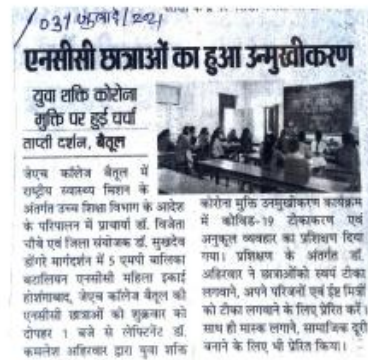 03, जुलाई/2021
एनसीसी छात्राओं का हुआ उन्मुखीकरण
युवा शक्ति कोरोना
मुक्ति पर हुई चर्चा
ताप्ती दर्शन, बैतूल
जेएच कॉलेज बैतूल में
राष्ट्रीय स्वास्थ्य मिशन के
अंतर्गत उच्च शिक्षा विभाग के आदेश
के परिपालन में प्राचार्या डॉ. विजेता
चौबे एवं जिला संयोजक डॉ. सुखदेव
डोंगरे मार्गदर्शन में 5 एमपी बालिका
बटालियन एनसीसी महिला इकाई
होशंगाबाद, जेएच कॉलेज बैतूल की
एनसीसी छात्राओं को शुक्रवार को
दोपहर 1 बजे से लेफ्टिनेंट डॉ.
कमलेश अहिरवार द्वारा युवा शक्ति
कोरोना मुक्ति उन्मुखीकरण कार्यक्रम
में कोविड-19 टीकाकरण एवं
अनुकूल व्यवहार का प्रशिक्षण दिया
गया। प्रशिक्षण के अंतर्गत डॉ.
अहिरवार ने छात्राओंको स्वयं टीका
लगवाने, अपने परिजनों एवं ईष्ट मित्रों
को टीका लगवाने के लिए प्रेरित करें।
साथ ही मास्क लगाने, सामाजिक दूरी
बनाने के लिए भी प्रेरित किया।